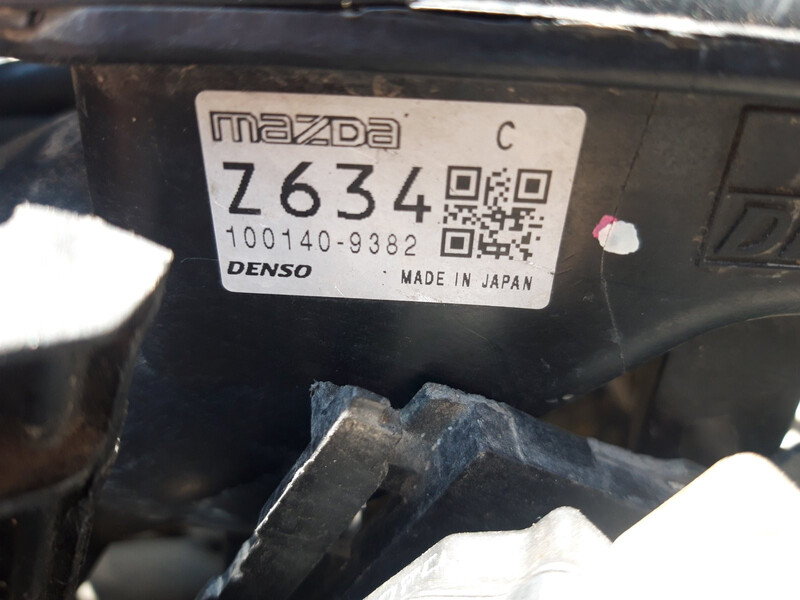 mazda C
Z634
100140-9382
DENSO MADE IN JAPAN